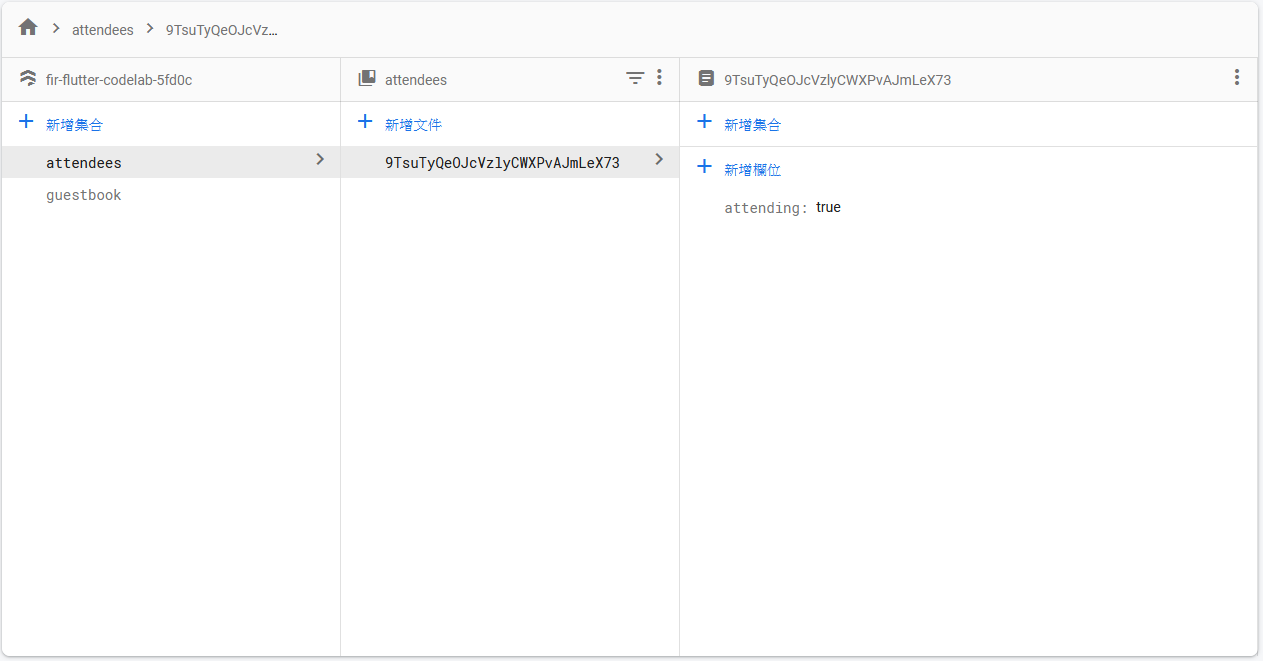 attendees 9TsuTyQeOJcVz...
fir-flutter-codelab-5fd0c
attendees
9TsuTyQeOJcVzlyCWXPvAJmLeX73
新增集合
新增文件
新增集合
attendees
9TsuTyQeOJcVzlyCWXPvAJmLeX73
新增欄位
guestbook
attending: true